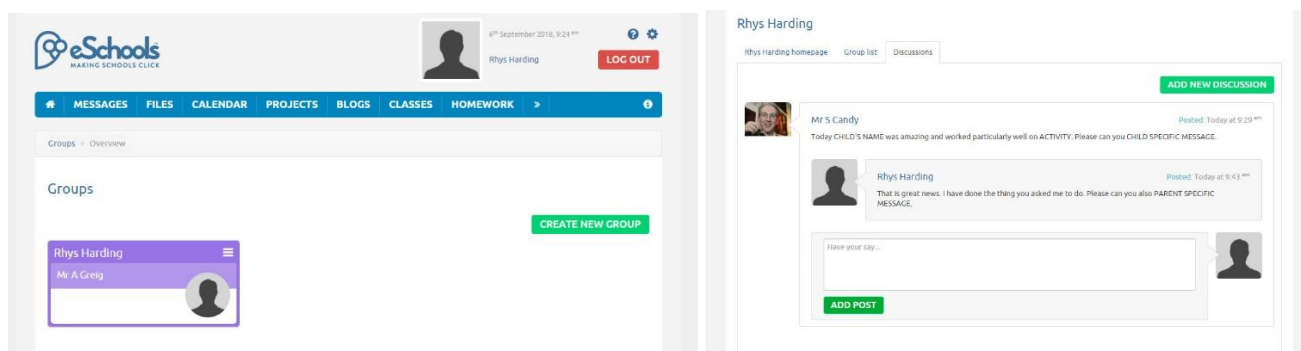 eSchools
MAKING SCHOOLS CLICK
6th September 2018, 9:24 am
Rhys Harding
LOG OUT
MESSAGES FILES CALENDAR PROJECTS BLOGS CLASSES HOMEWORK »
Groups » Overview
Groups
CREATE NEW GROUP
Rhys Harding
Mr A Greig
Rhys Harding
Rhys Harding homepage Group list Discussions
ADD NEW DISCUSSION
Mr S Candy Posted: Today at 9:29 am
Today CHILD'S NAME was amazing and worked particularly well on ACTIVITY. Please can you CHILD SPECIFIC MESSAGE.
Rhys Harding Posted: Today at 9:43 am
That is great news. I have done the thing you asked me to do. Please can you also PARENT SPECIFIC
MESSAGE.
Have your say...
ADD POST